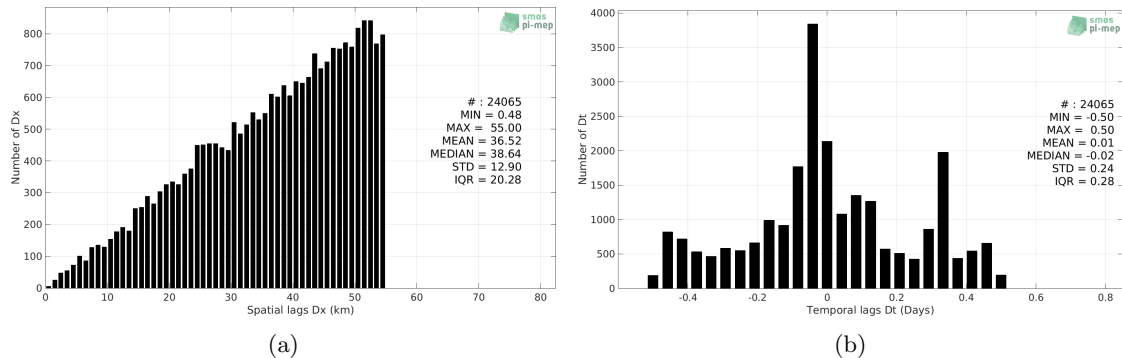 800
700
600
500
400
300
200
100
0
Number of Dx
0
10
20
30
40
50
60
70
80
Spatial lags Dx (km)
smos
pi-mep
# : 24065
MIN = 0.48
MAX = 55.00
MEAN = 36.52
MEDIAN = 38.64
STD = 12.90
IQR = 20.28
(a)
4000
3500
3000
2500
2000
1500
1000
500
0
Number of Dt
-0.4
-0.2
0
0.2
0.4
0.6
0.8
Temporal lags Dt (Days)
smos
pi-mep
# : 24065
MIN = -0.50
MAX = 0.50
MEAN = 0.01
MEDIAN = -0.02
STD = 0.24
IQR = 0.28
(b)